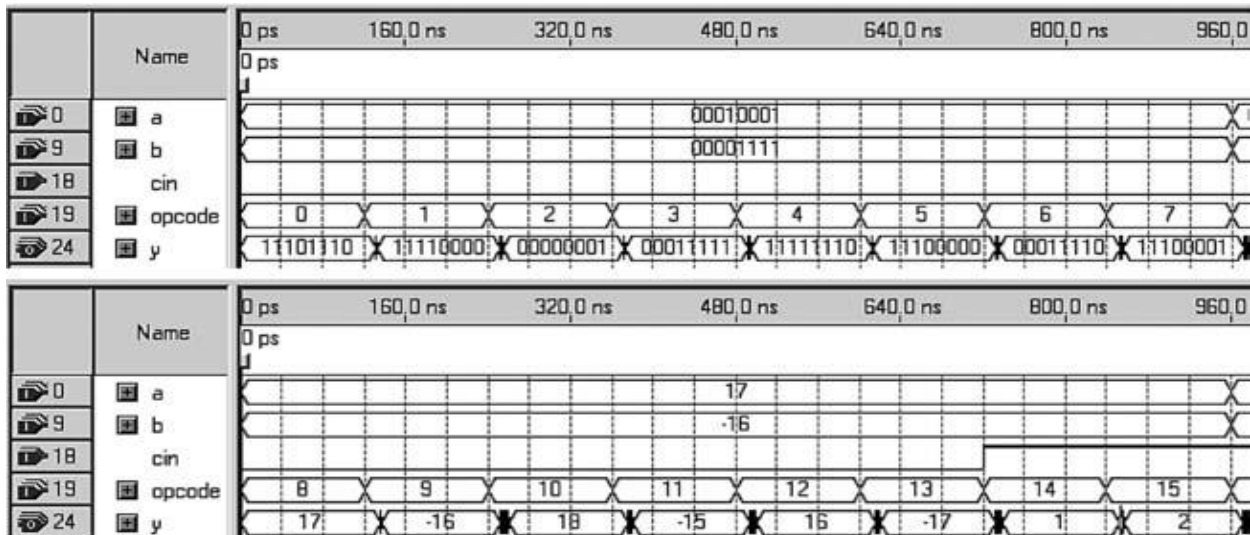 0 ps 160.0 ns 320.0 ns 480.0 ns 640.0 ns 800.0 ns 960.0
Name
0 ps
0 a 00010001
9 b 00001111
18 cin
19 opcode 0 1 2 3 4 5 6 7
24 y 11101110 11110000 00000001 00011111 11111110 11100000 00011110 11100001
0 ps 160.0 ns 320.0 ns 480.0 ns 640.0 ns 800.0 ns 960.0
Name
0 ps
0 a 17
9 b -16
18 cin
19 opcode 8 9 10 11 12 13 14 15
24 y 17 -16 18 -15 16 -17 1 2